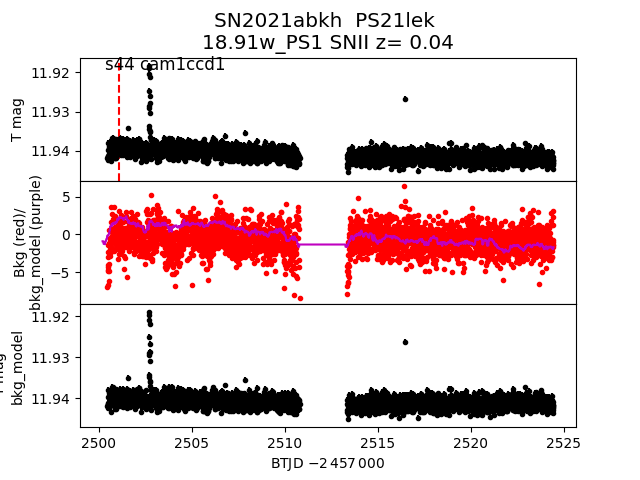 SN2021abkh  PS21lek
18.91w_PS1 SNII z= 0.04
s44 cam1ccd1
11.92
11.93
11.94
T mag
5
0
−5
Bkg (red)/
bkg_model (purple)
11.92
11.93
11.94
bkg_model
2500
2505
2510
2515
2520
2525
BTJD −2 457 000